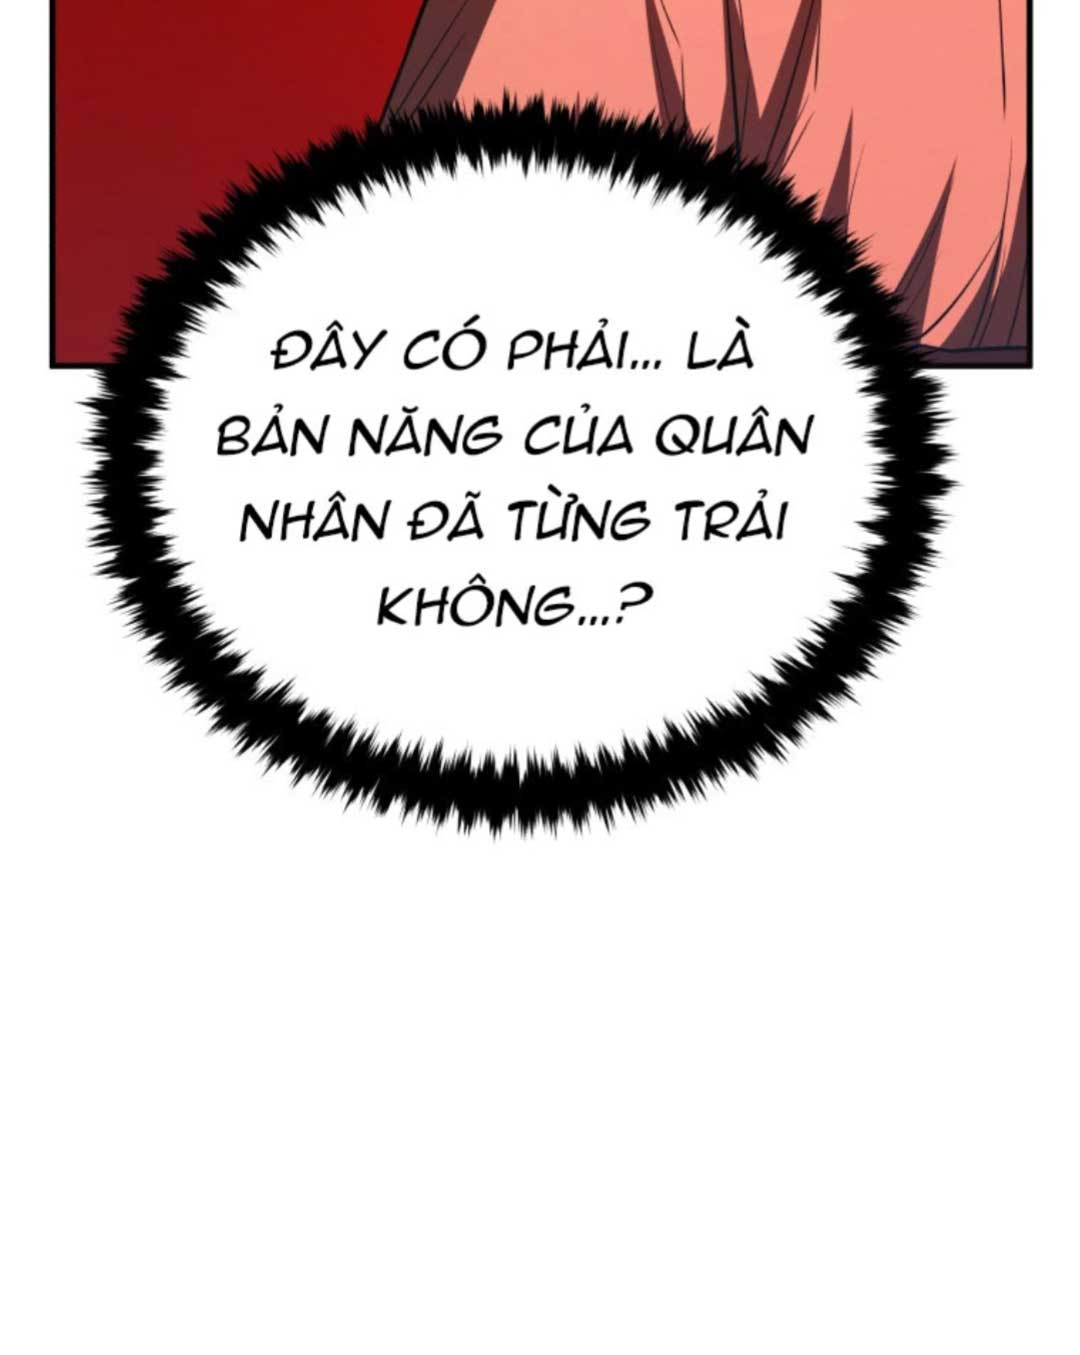 ĐÂY CÓ PHẢI... LÀ
BẢN NĂNG CỦA QUÂN
NHÂN ĐÃ TỪNG TRẢI
KHÔNG...?